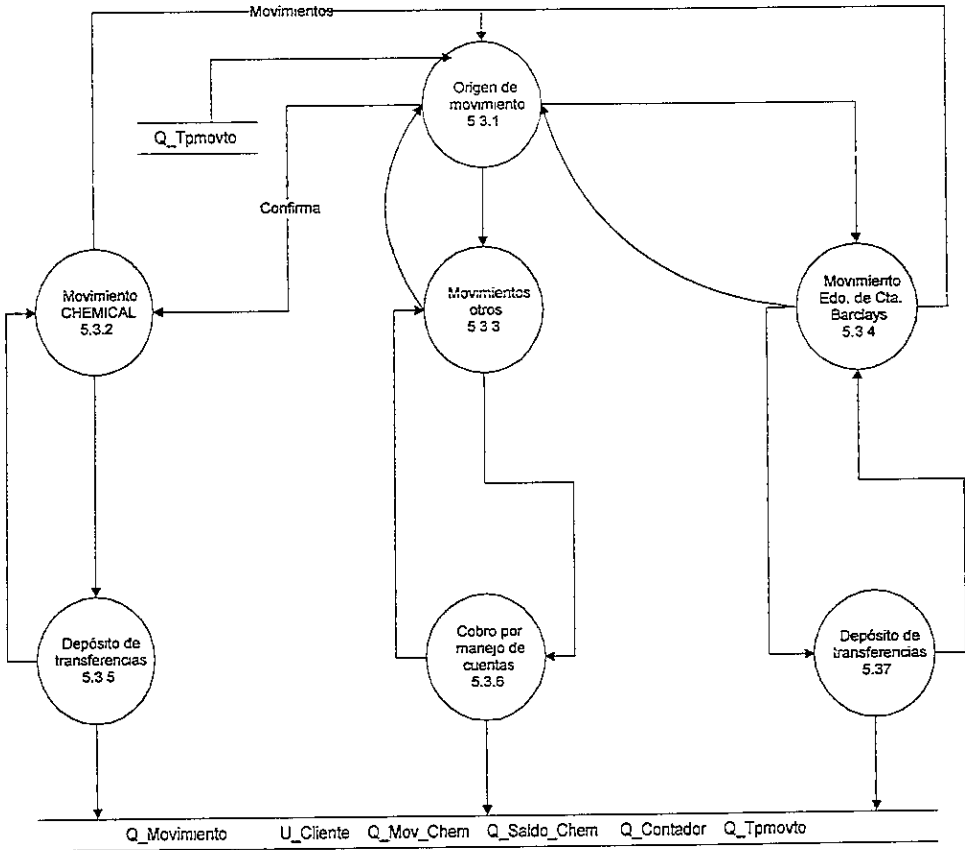 Movimientos
Origen de
movimiento
5 3.1
Q_Tpmovto
Confirma
Movimiento
CHEMICAL
5.3.2
Movimientos
otros
5 3 3
Movimiento
Edo. de Cta.
Barclays
5.3 4
Depósito de
transferencias
5.3 5
Cobro por
manejo de
cuentas
5.3.6
Depósito de
transferencias
5.37
Q_Movimiento U_Cliente Q_Mov_Chem Q_Saldo_Chem Q_Contador Q_Tpmovto